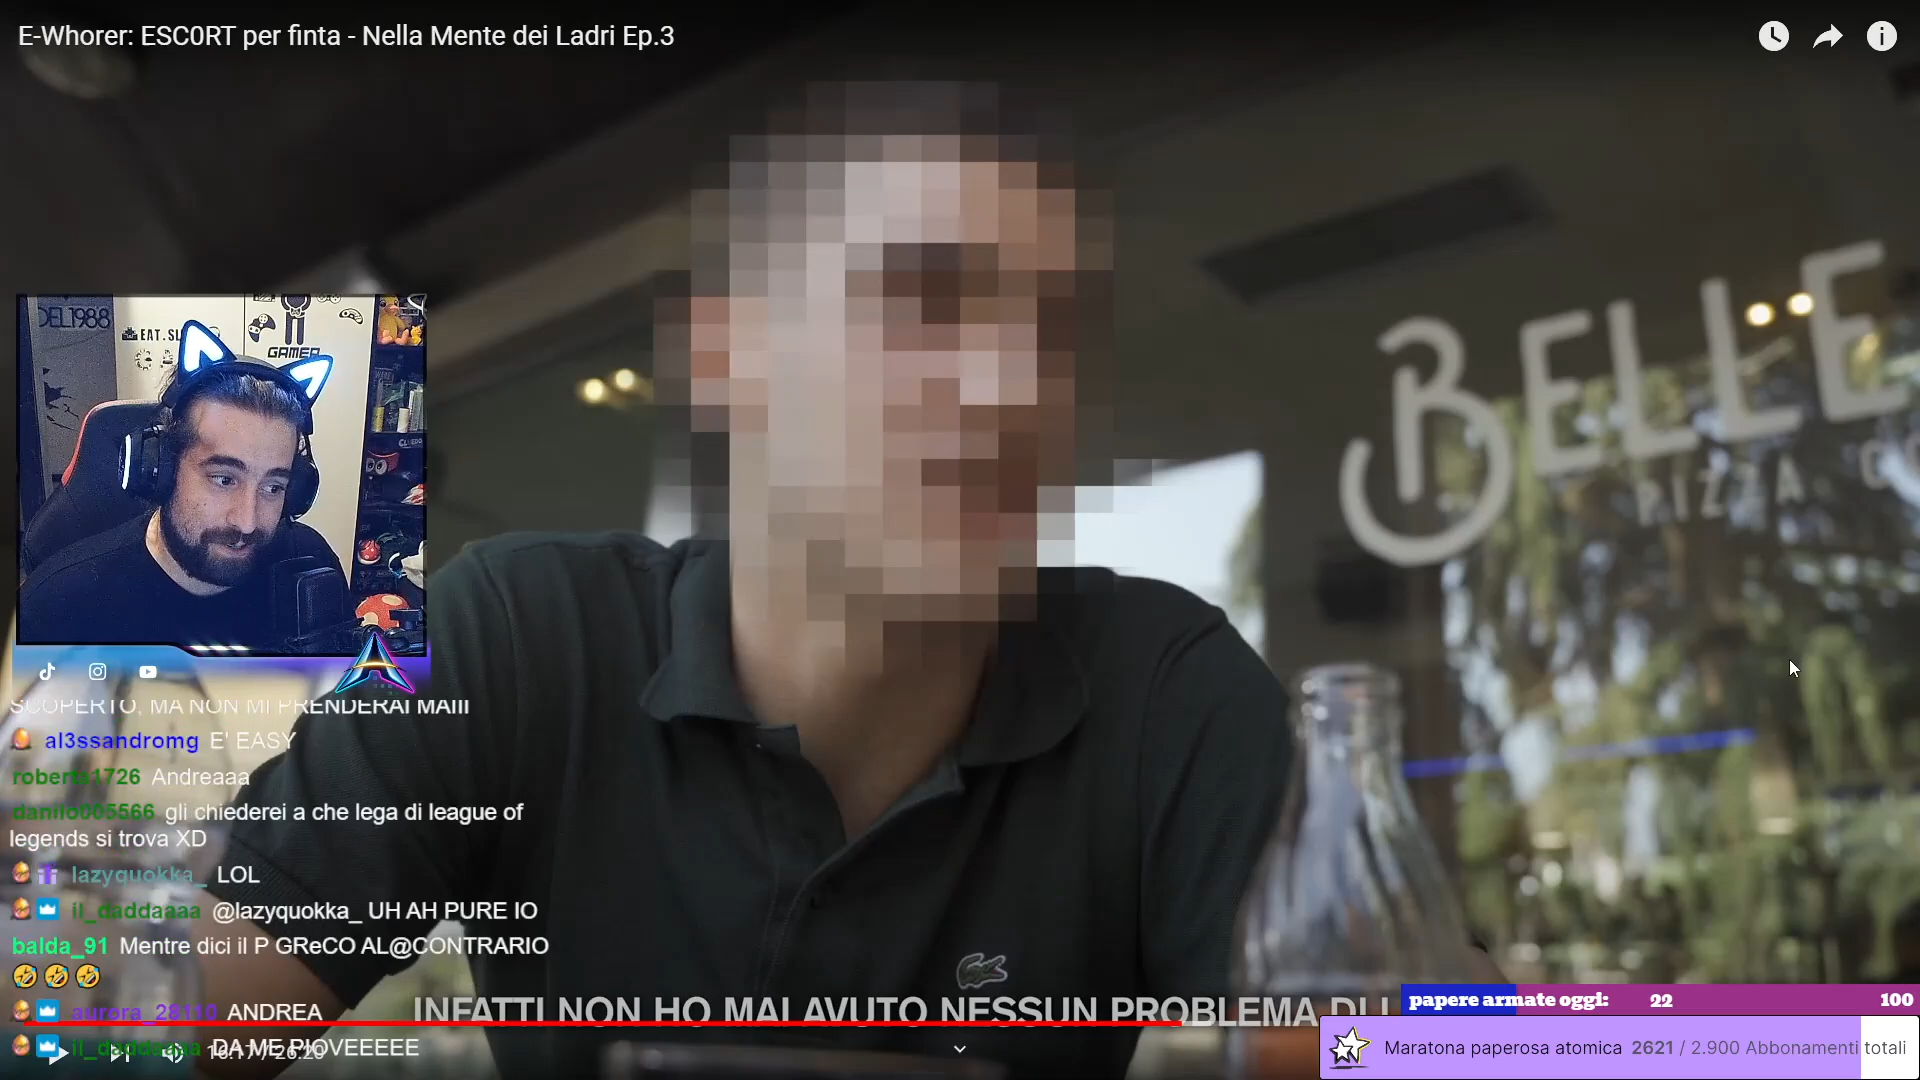 E-Whorer: ESC0RT per finta - Nella Mente dei Ladri Ep.3
BELLE
PIZZA
DEL1988
EAT.SL
GAMER
SCOPERTO, MA NON MI PRENDERAI MAIII
al3ssandromg E' EASY
roberta1726 Andreaaa
danilo005566 gli chiederei a che lega di league of
legends si trova XD
lazyquokka_ LOL
il_daddaaaa @lazyquokka_ UH AH PURE IO
balda_91 Mentre dici il P GReCO AL@CONTRARIO
🤣 🤣 🤣
aurora_28110 ANDREA
il_daddaaaa DA ME PIOVEEEEE
INFATTI NON HO MAI AVUTO NESSUN PROBLEMA DI
papere armate oggi: 22 100
Maratona paperosa atomica 2621 / 2.900 Abbonamenti totali